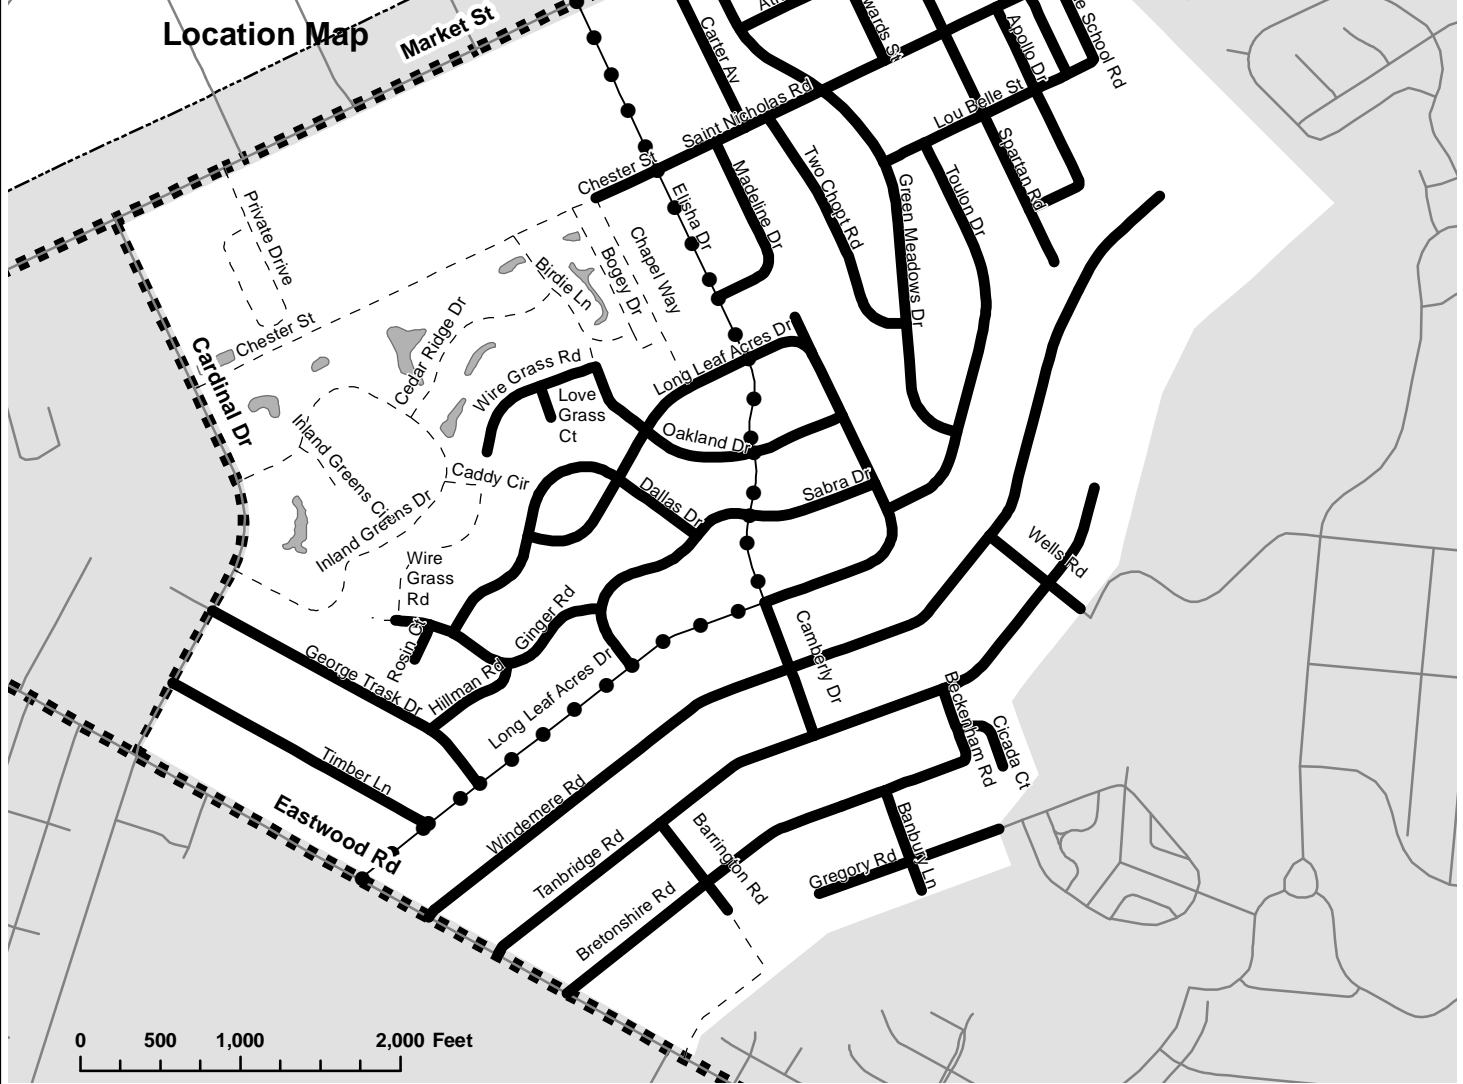 Location Map
Market St
Carter Av
wards St
Apollo Dr
e School Rd
Saint Nicholas Rd
Lou Belle St
Chester St
Private Drive
Elisha Dr
Madeline Dr
Two Chopt Rd
Green Meadows Dr
Toulon Dr
Spartan Rd
Birdie Ln
Bogey Dr
Chapel Way
Chester St
Cedar Ridge Dr
Cardinal Dr
Wire Grass Rd
Long Leaf Acres Dr
Love
Grass
Ct
Oakland Dr
Inland Greens Ci
Caddy Cir
Dallas Dr
Sabra Dr
Inland Greens Dr
Wire
Grass
Rd
Wells Rd
Rosin Ct
Ginger Rd
George Trask Dr
Hillman Rd
Long Leaf Acres Dr
Camberly Dr
Beckenham Rd
Cicada Ct
Timber Ln
Eastwood Rd
Windemere Rd
Tanbridge Rd
Barrington Rd
Banbury Ln
Gregory Rd
Bretonshire Rd
0 500 1,000 2,000 Feet